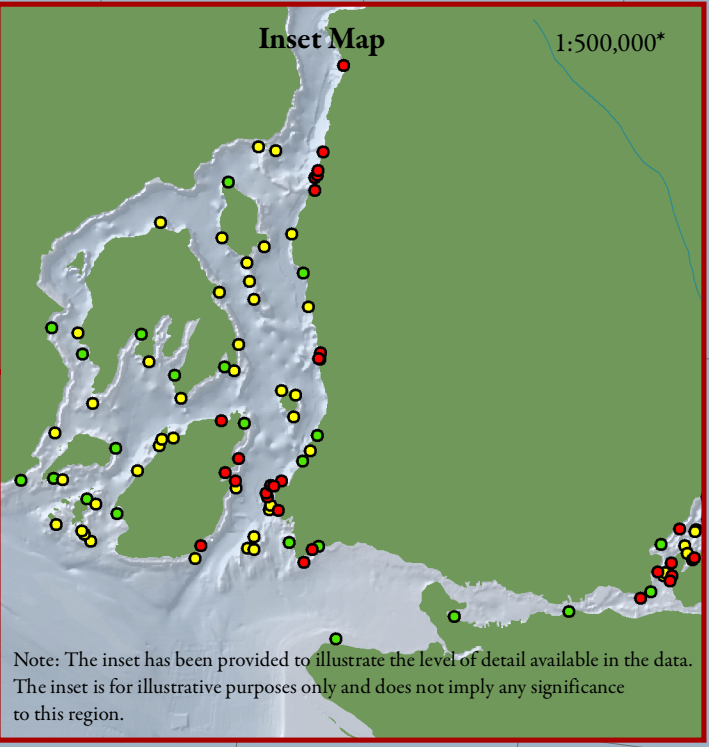 Inset Map
1:500,000*
Note: The inset has been provided to illustrate the level of detail available in the data.
The inset is for illustrative purposes only and does not imply any significance
to this region.